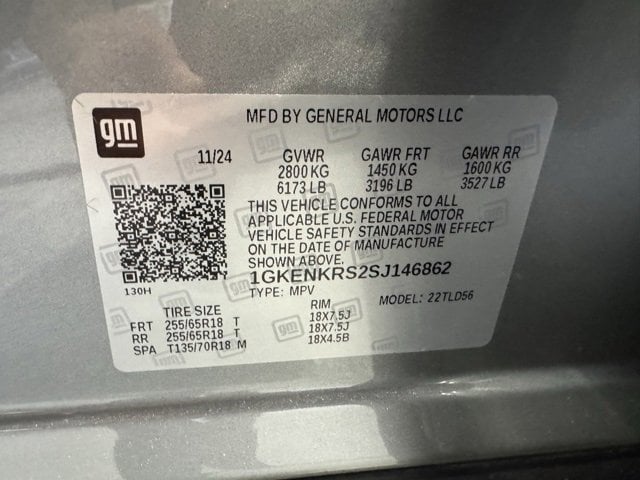 gm
MFD BY GENERAL MOTORS LLC
11/24 GVWR GAWR FRT GAWR RR
2800 KG 1450 KG 1600 KG
6173 LB 3196 LB 3527 LB
THIS VEHICLE CONFORMS TO ALL
APPLICABLE U.S. FEDERAL MOTOR
VEHICLE SAFETY STANDARDS IN EFFECT
ON THE DATE OF MANUFACTURE
SHOWN ABOVE.
1GKENKRS2SJ146862
130H
TYPE: MPV MODEL: 22TLD56
TIRE SIZE RIM
FRT 255/65R18 T 18X7.5J
RR 255/65R18 T 18X7.5J
SPA T135/70R18 M 18X4.5B